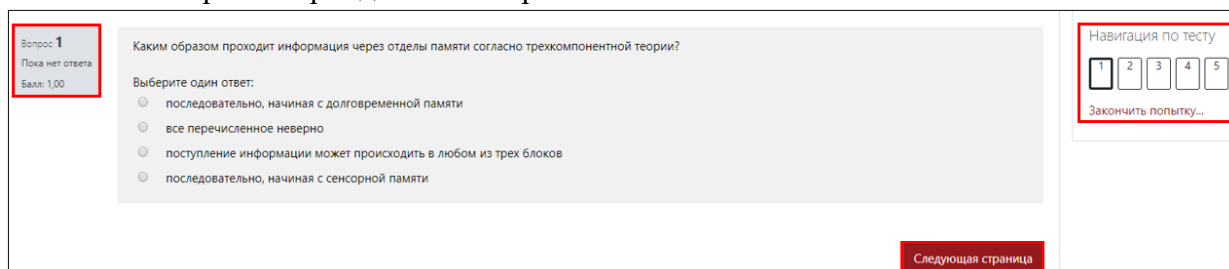 Вопрос 1
Пока нет ответа
Балл: 1,00
Каким образом проходит информация через отделы памяти согласно трехкомпонентной теории?
Выберите один ответ:
последовательно, начиная с долговременной памяти
все перечисленное неверно
поступление информации может происходить в любом из трех блоков
последовательно, начиная с сенсорной памяти
Следующая страница
Навигация по тесту
1 2 3 4 5
Закончить попытку...